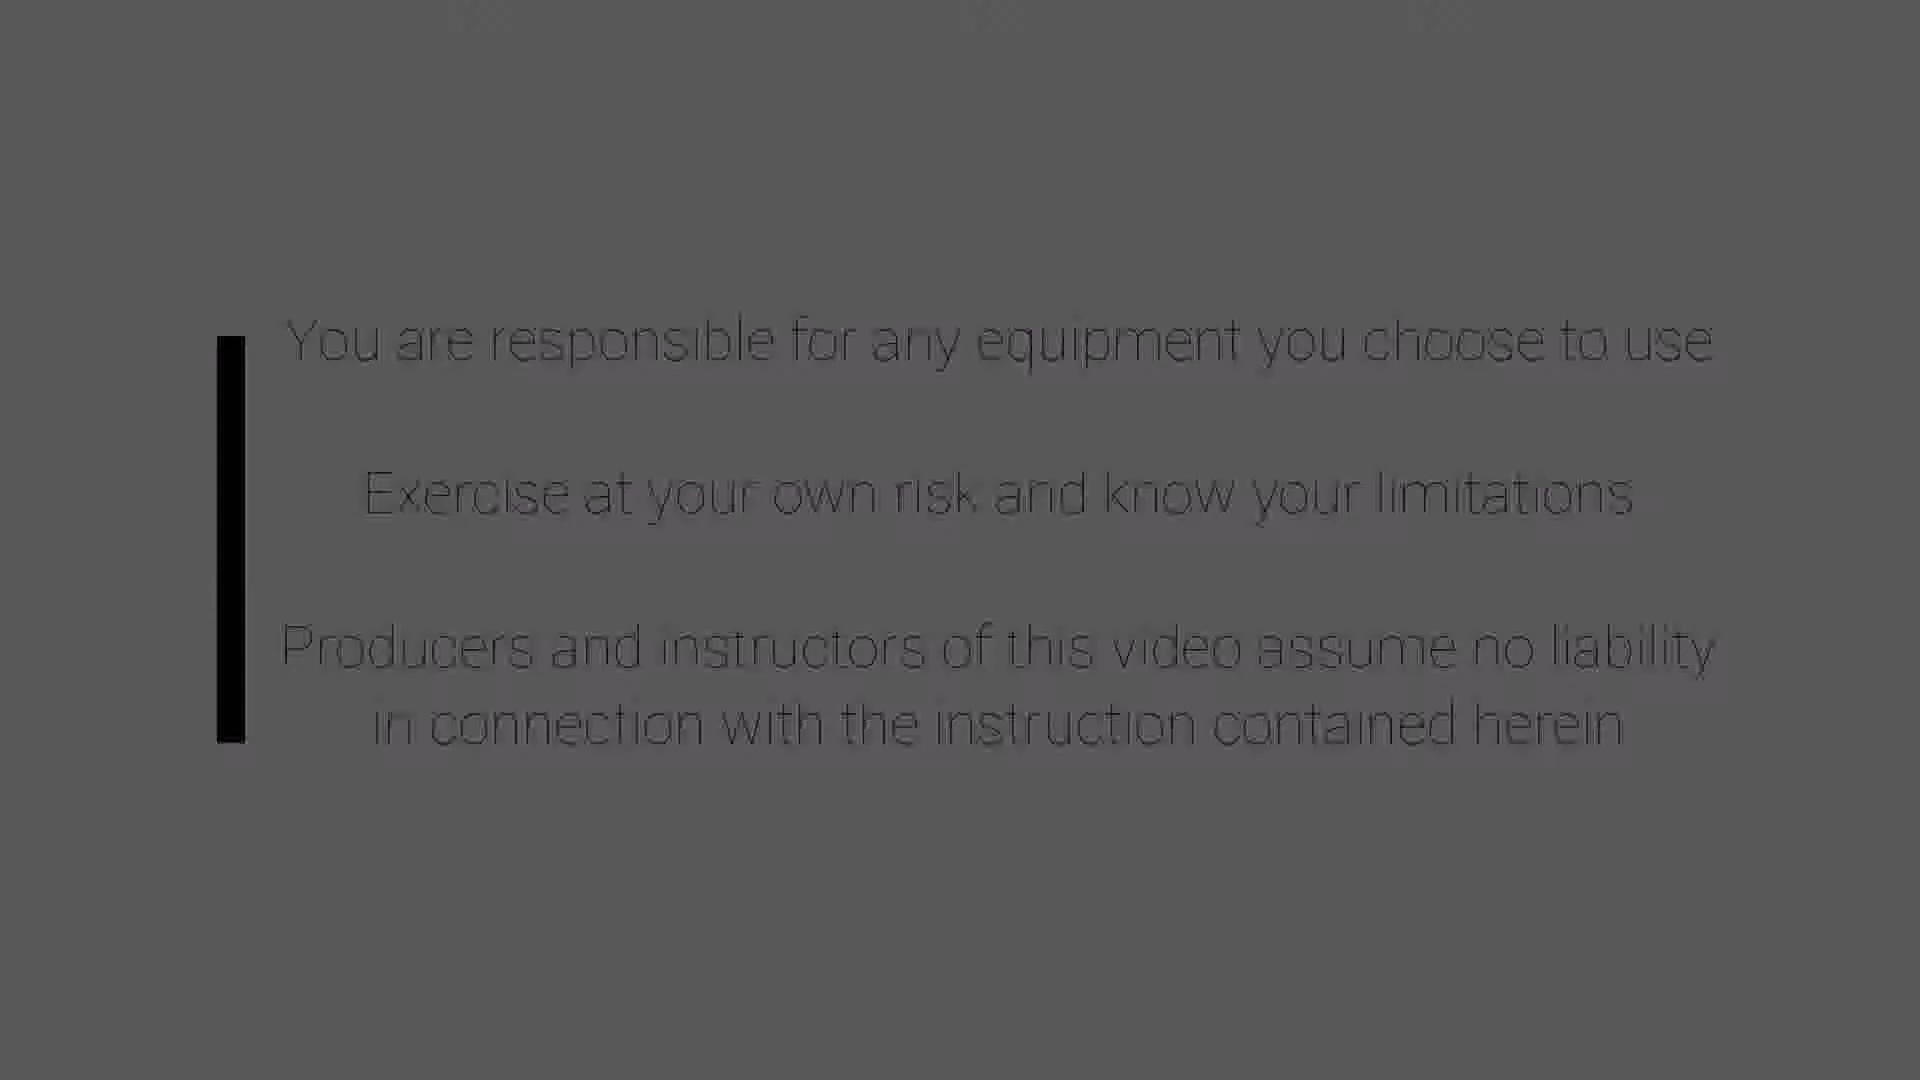 You are responsible for any equipment you choose to use
Exercise at your own risk and know your limitations
Producers and instructors of this video assume no liability
in connection with the instruction contained herein